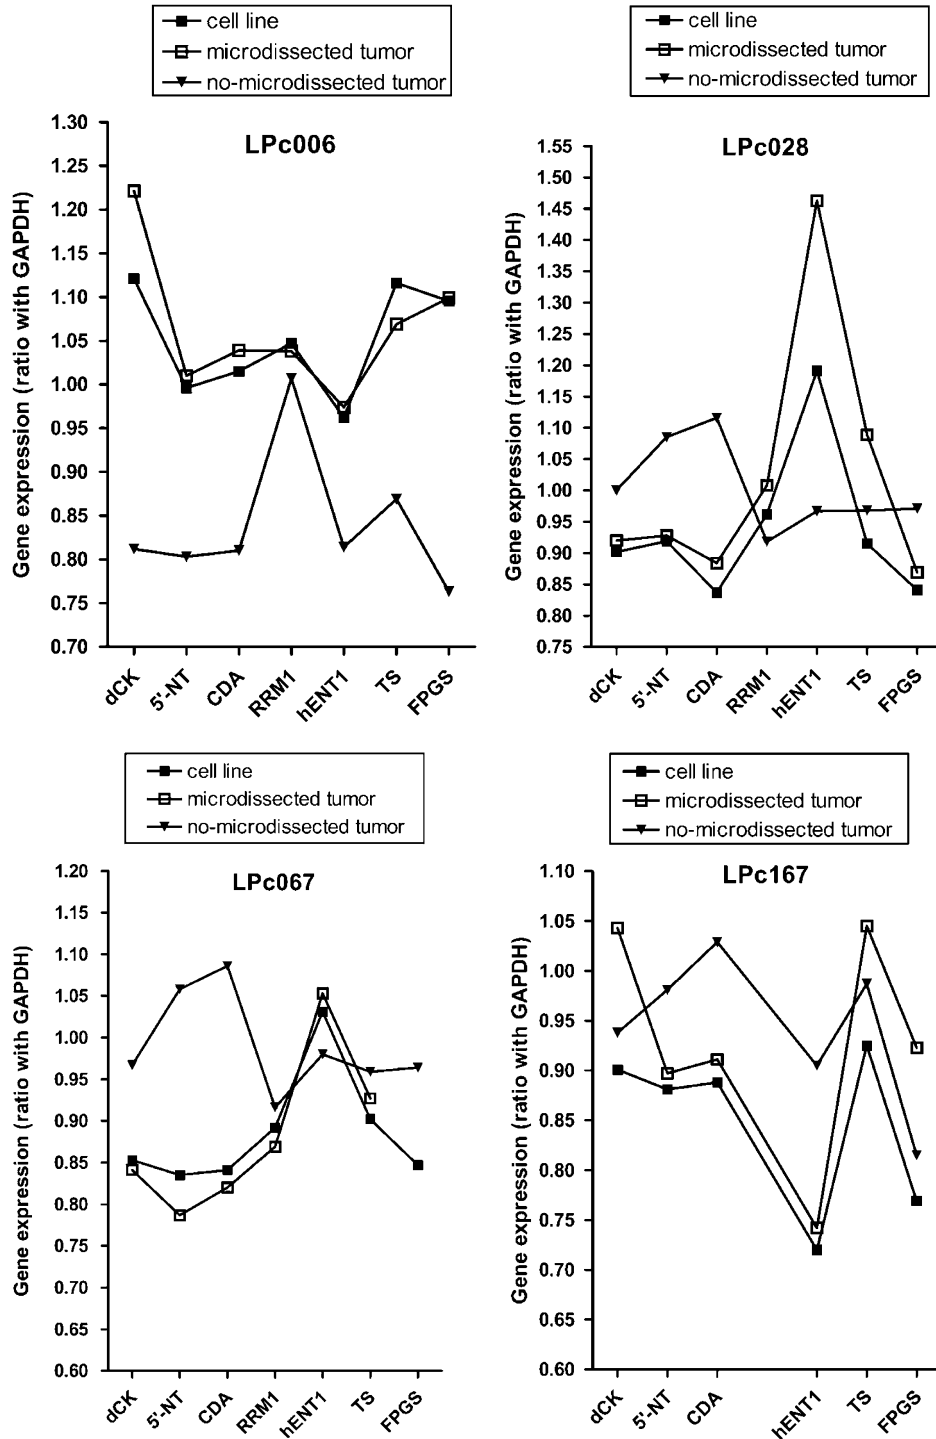 cell line
microdissected tumor
no-microdissected tumor
LPc006
Gene expression (ratio with GAPDH)
1.30
1.25
1.20
1.15
1.10
1.05
1.00
0.95
0.90
0.85
0.80
0.75
0.70
dCK
5'-NT
CDA
RRM1
hENT1
TS
FPGS
cell line
microdissected tumor
no-microdissected tumor
LPc028
Gene expression (ratio with GAPDH)
1.55
1.50
1.45
1.40
1.35
1.30
1.25
1.20
1.15
1.10
1.05
1.00
0.95
0.90
0.85
0.80
0.75
dCK
5'-NT
CDA
RRM1
hENT1
TS
FPGS
cell line
microdissected tumor
no-microdissected tumor
LPc067
Gene expression (ratio with GAPDH)
1.20
1.15
1.10
1.05
1.00
0.95
0.90
0.85
0.80
0.75
0.70
0.65
0.60
dCK
5'-NT
CDA
RRM1
hENT1
TS
FPGS
cell line
microdissected tumor
no-microdissected tumor
LPc167
Gene expression (ratio with GAPDH)
1.10
1.05
1.00
0.95
0.90
0.85
0.80
0.75
0.70
0.65
0.60
dCK
5'-NT
CDA
hENT1
TS
FPGS